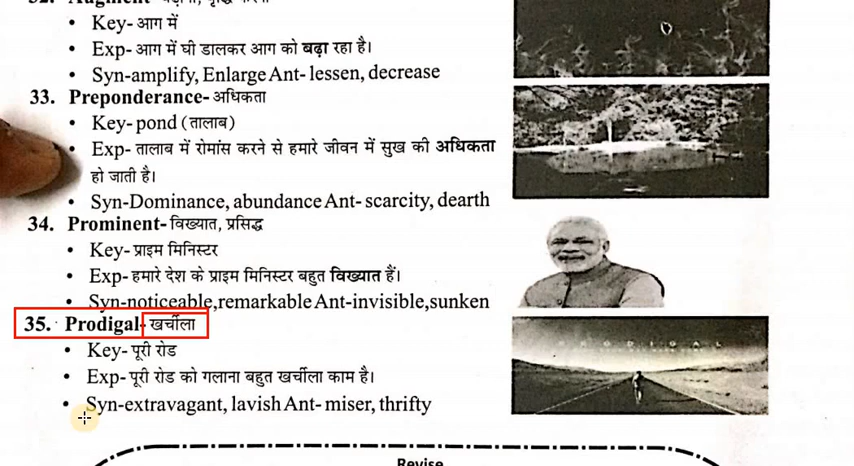 Key- आग में
Exp- आग में घी डालकर आग को बढ़ा रहा है।
Syn-amplify, Enlarge Ant- lessen, decrease
33. Preponderance- अधिकता
Key- pond (तालाब)
Exp- तालाब में रोमांस करने से हमारे जीवन में सुख की अधिकता
हो जाती है।
Syn-Dominance, abundance Ant- scarcity, dearth
34. Prominent- विख्यात, प्रसिद्ध
Key- प्राइम मिनिस्टर
Exp- हमारे देश के प्राइम मिनिस्टर बहुत विख्यात हैं।
Syn-noticeable,remarkable Ant-invisible,sunken
35. Prodigal- खर्चीला
Key- पूरी रोड
Exp- पूरी रोड को गलाना बहुत खर्चीला काम है।
PRODIGAL
Syn-extravagant, lavish Ant- miser, thrifty
Revise